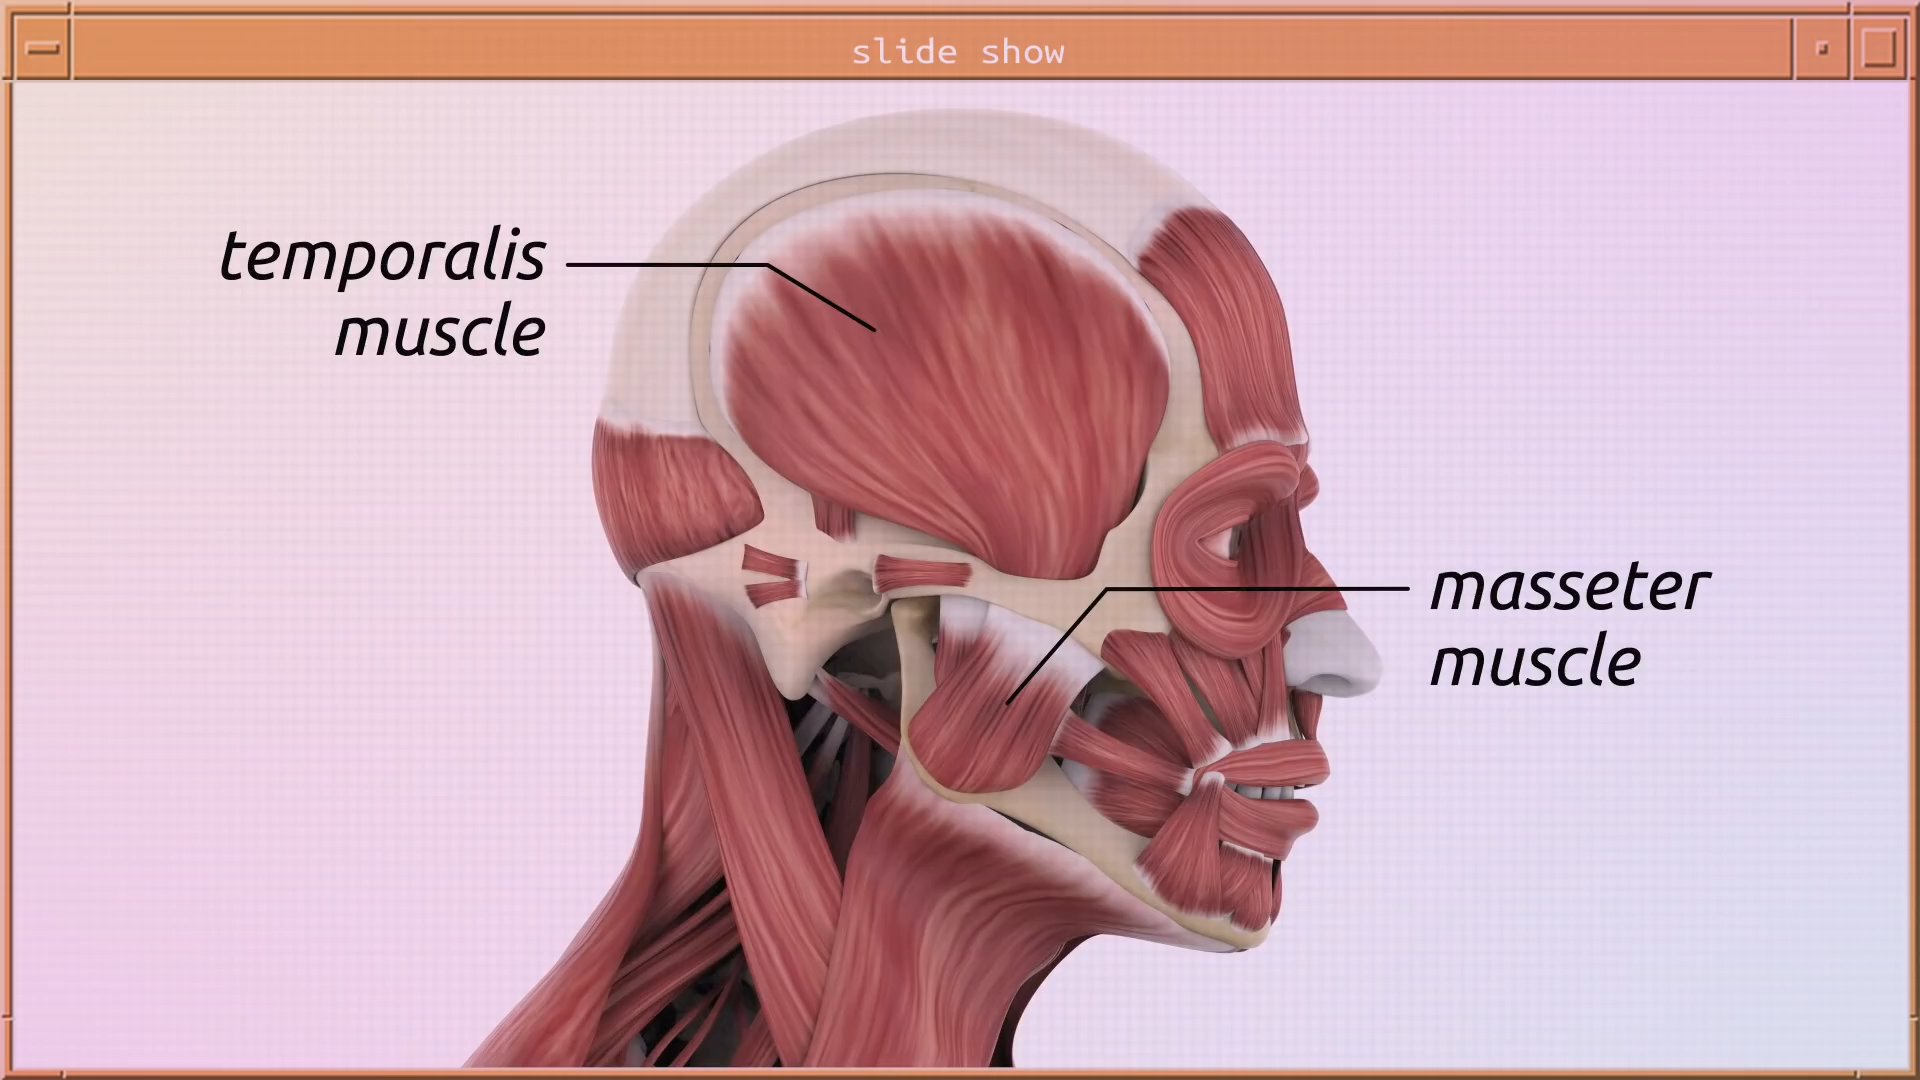 slide show
temporalis
muscle
masseter
muscle